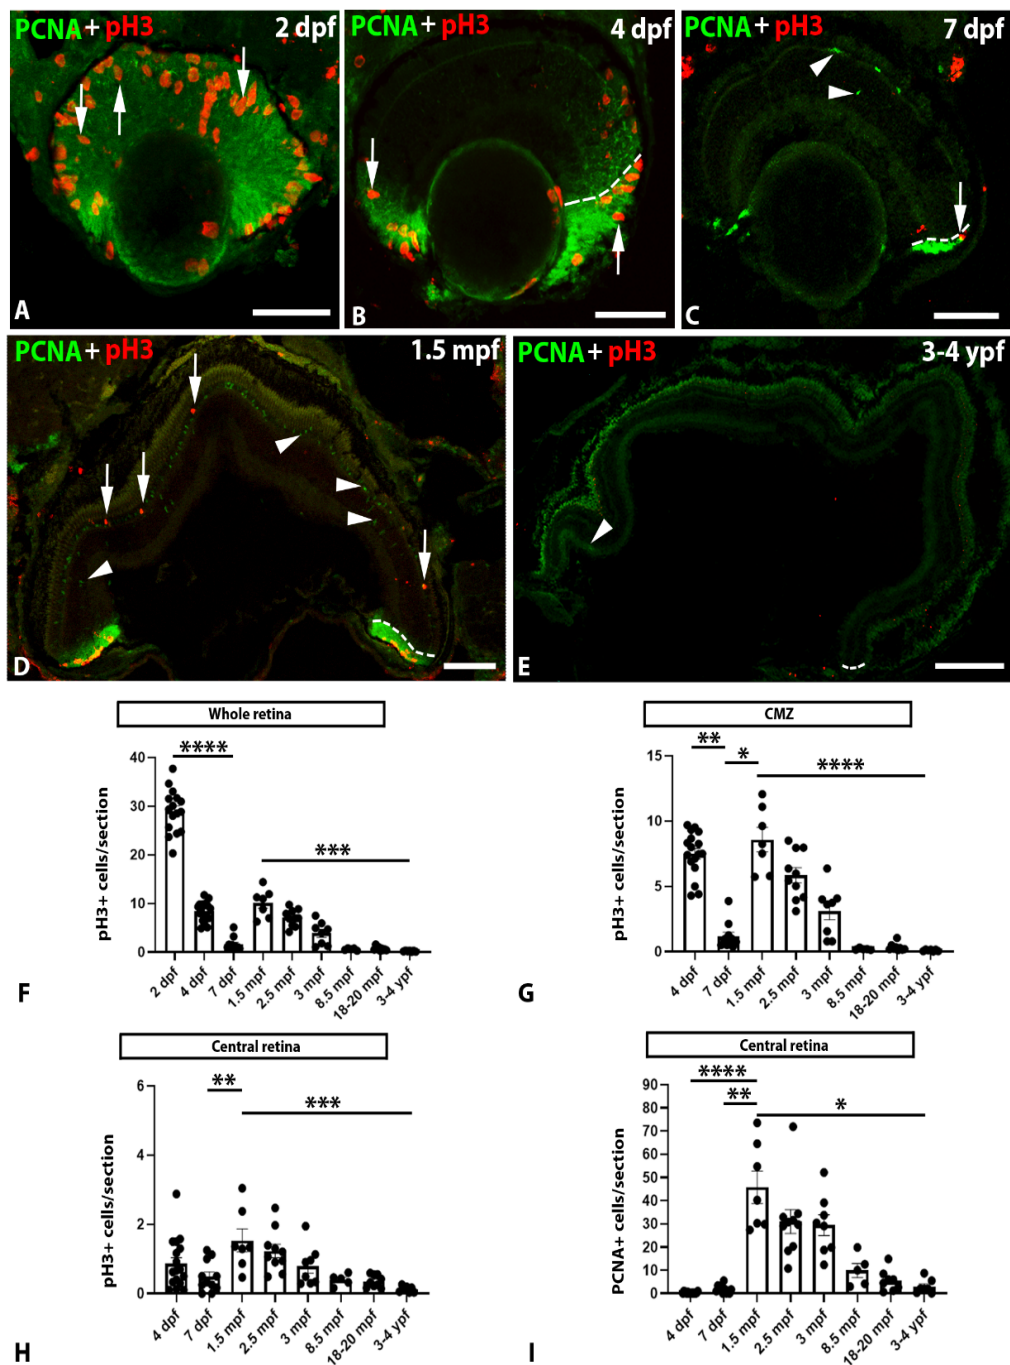 PCNA + pH3 2 dpf
A
PCNA + pH3 4 dpf
B
PCNA + pH3 7 dpf
C
PCNA + pH3 1.5 mpf
D
PCNA + pH3 3-4 ypf
E
Whole retina
pH3+ cells/section
40
30
20
10
0
****
***
2 dpf
4 dpf
7 dpf
1.5 mpf
2.5 mpf
3 mpf
8.5 mpf
18-20 mpf
3-4 ypf
F
CMZ
pH3+ cells/section
15
10
5
0
**
*
****
4 dpf
7 dpf
1.5 mpf
2.5 mpf
3 mpf
8.5 mpf
18-20 mpf
3-4 ypf
G
Central retina
pH3+ cells/section
6
4
2
0
**
***
4 dpf
7 dpf
1.5 mpf
2.5 mpf
3 mpf
8.5 mpf
18-20 mpf
3-4 ypf
H
Central retina
PCNA+ cells/section
90
80
70
60
50
40
30
20
10
0
****
**
*
4 dpf
7 dpf
1.5 mpf
2.5 mpf
3 mpf
8.5 mpf
18-20 mpf
3-4 ypf
I